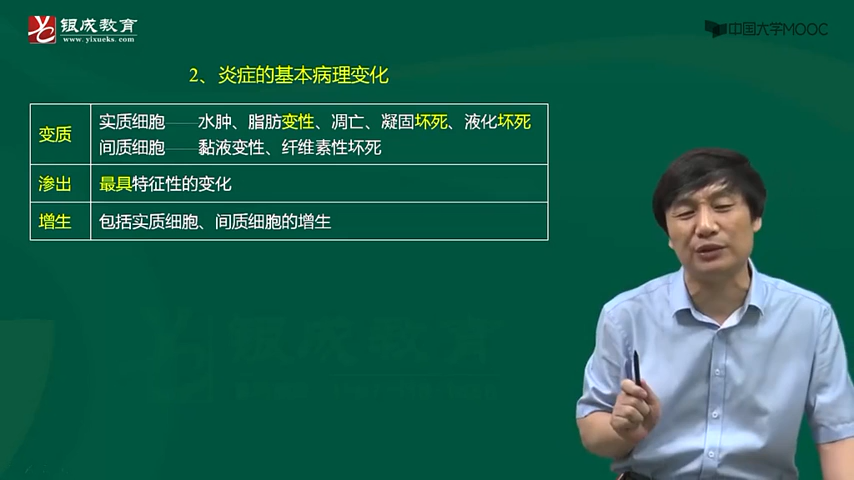 银成教育
www.yixueks.com
中国大学MOOC
2、炎症的基本病理变化
变质
实质细胞——水肿、脂肪变性、凋亡、凝固坏死、液化坏死
间质细胞——黏液变性、纤维素性坏死
渗出
最具特征性的变化
增生
包括实质细胞、间质细胞的增生
银成教育